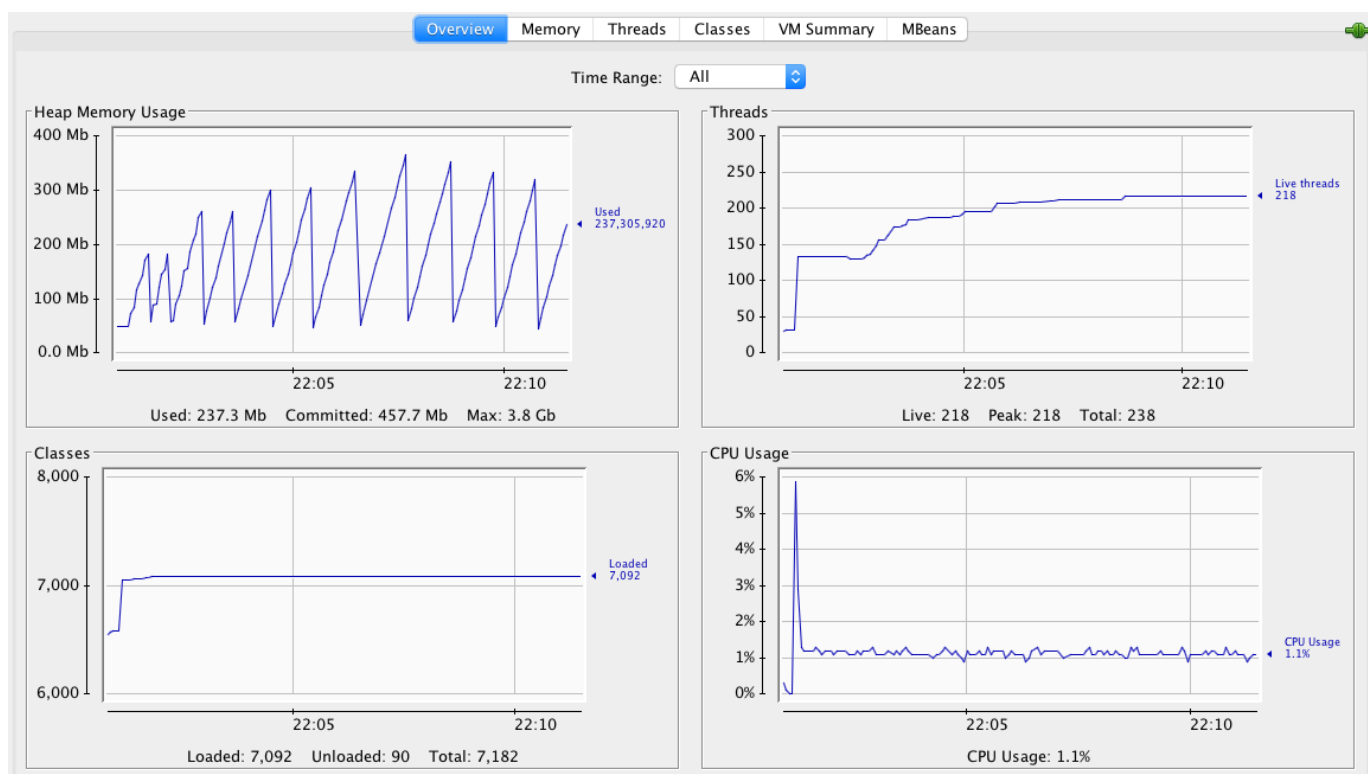 Overview Memory Threads Classes VM Summary MBeans
Time Range: All
Heap Memory Usage
400 Mb
300 Mb
200 Mb
100 Mb
0.0 Mb
Used
237,305,920
22:05 22:10
Used: 237.3 Mb Committed: 457.7 Mb Max: 3.8 Gb
Threads
300
250
200
150
100
50
0
Live threads
218
22:05 22:10
Live: 218 Peak: 218 Total: 238
Classes
8,000
7,000
6,000
Loaded
7,092
22:05 22:10
Loaded: 7,092 Unloaded: 90 Total: 7,182
CPU Usage
6%
5%
4%
3%
2%
1%
0%
CPU Usage
1.1%
22:05 22:10
CPU Usage: 1.1%